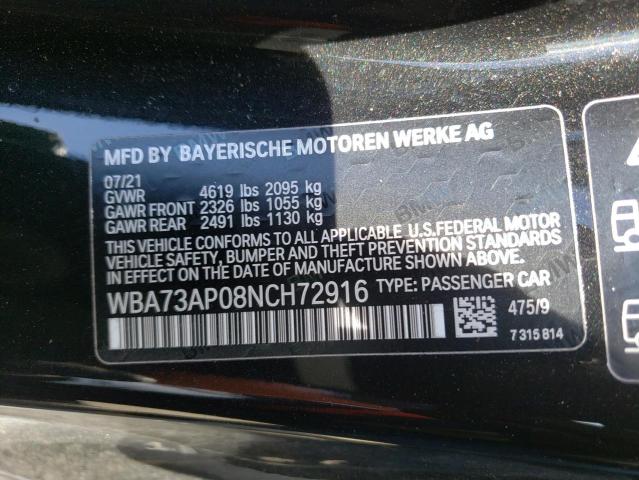 MFD BY BAYERISCHE MOTOREN WERKE AG
07/21
GVWR 4619 lbs 2095 kg
GAWR FRONT 2326 lbs 1055 kg
GAWR REAR 2491 lbs 1130 kg
THIS VEHICLE CONFORMS TO ALL APPLICABLE U.S.FEDERAL MOTOR
VEHICLE SAFETY, BUMPER AND THEFT PREVENTION STANDARDS
IN EFFECT ON THE DATE OF MANUFACTURE SHOWN ABOVE.
WBA73AP08NCH72916 TYPE: PASSENGER CAR
475/9
7 315 814